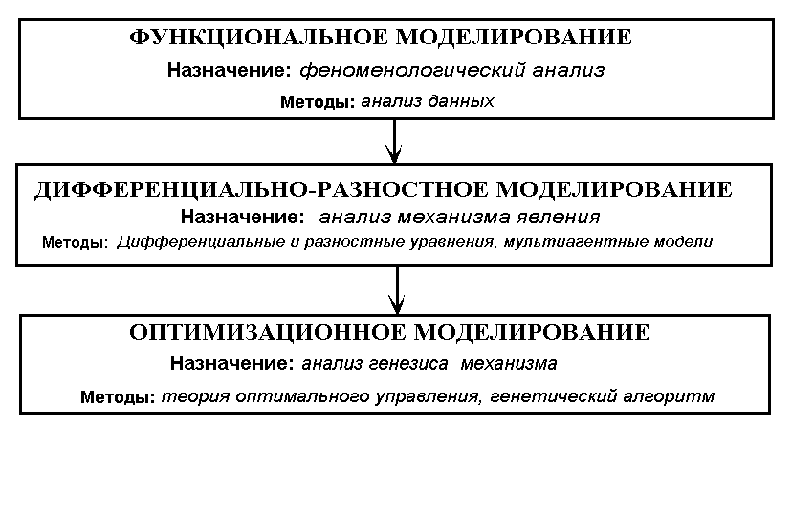 ФУНКЦИОНАЛЬНОЕ МОДЕЛИРОВАНИЕ
Назначение: феноменологический анализ
Методы: анализ данных
ДИФФЕРЕНЦИАЛЬНО-РАЗНОСТНОЕ МОДЕЛИРОВАНИЕ
Назначение: анализ механизма явления
Методы: Дифференциальные и разностные уравнения, мультиагентные модели
ОПТИМИЗАЦИОННОЕ МОДЕЛИРОВАНИЕ
Назначение: анализ генезиса механизма
Методы: теория оптимального управления, генетический алгоритм